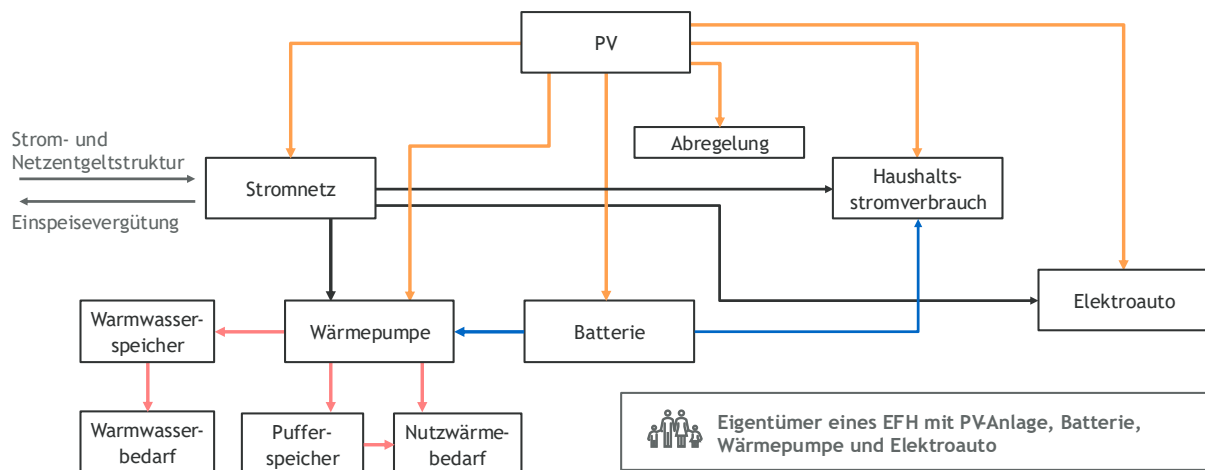 PV
Strom- und
Netzentgeltstruktur
Einspeisevergütung
Abregelung
Stromnetz
Haushalts-
stromverbrauch
Elektroauto
Warmwasser-
speicher
Wärmepumpe
Batterie
Warmwasser-
bedarf
Puffer-
speicher
Nutzwärme-
bedarf
Eigentümer eines EFH mit PV-Anlage, Batterie,
Wärmepumpe und Elektroauto